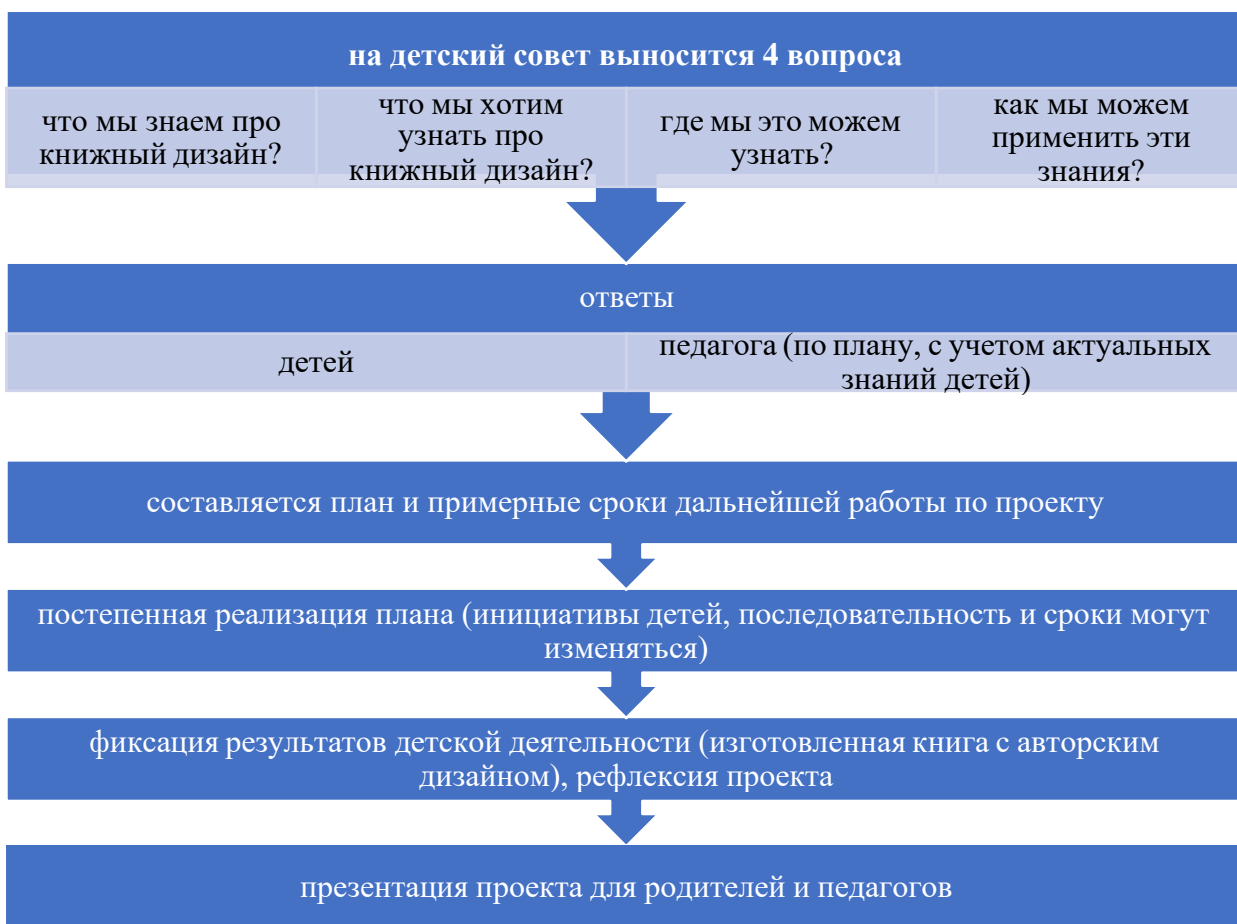 на детский совет выносится 4 вопроса
что мы знаем про
книжный дизайн?
что мы хотим
узнать про
книжный дизайн?
где мы это можем
узнать?
как мы можем
применить эти
знания?
ответы
детей
педагога (по плану, с учетом актуальных
знаний детей)
составляется план и примерные сроки дальнейшей работы по проекту
постепенная реализация плана (инициативы детей, последовательность и сроки могут
изменяться)
фиксация результатов детской деятельности (изготовленная книга с авторским
дизайном), рефлексия проекта
презентация проекта для родителей и педагогов